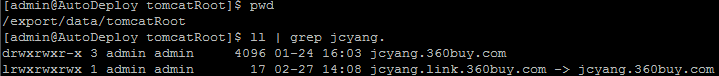 [admin@AutoDeploy tomcatRoot]$ pwd
/export/data/tomcatRoot
[admin@AutoDeploy tomcatRoot]$ ll | grep jcyang.
drwxrwxr-x 3 admin admin     4096 01-24 16:03 jcyang.360buy.com
lrwxrwxrwx 1 admin admin       17 02-27 14:08 jcyang.link.360buy.com -> jcyang.360buy.com